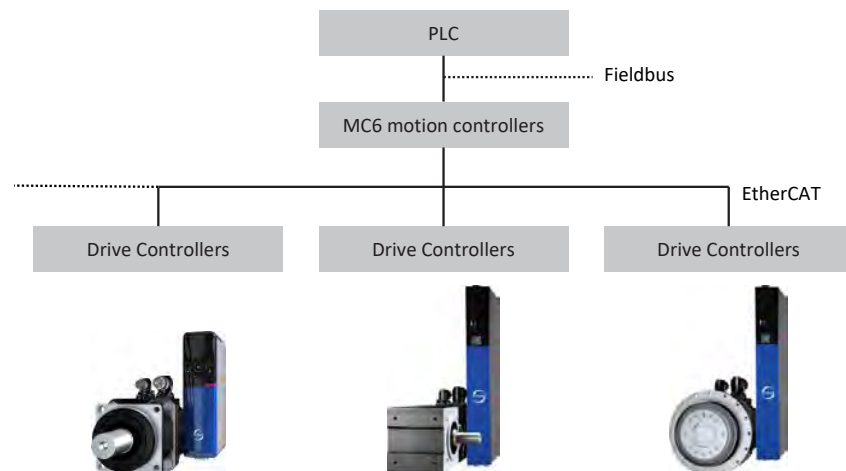 PLC
Fieldbus
MC6 motion controllers
EtherCAT
Drive Controllers
Drive Controllers
Drive Controllers